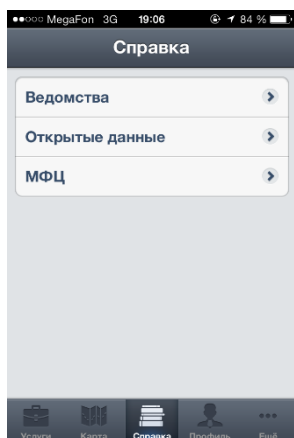 MegaFon 3G 19:06 84 %
Справка
Ведомства
Открытые данные
МФЦ
Услуги Карта Справка Профиль Ещё